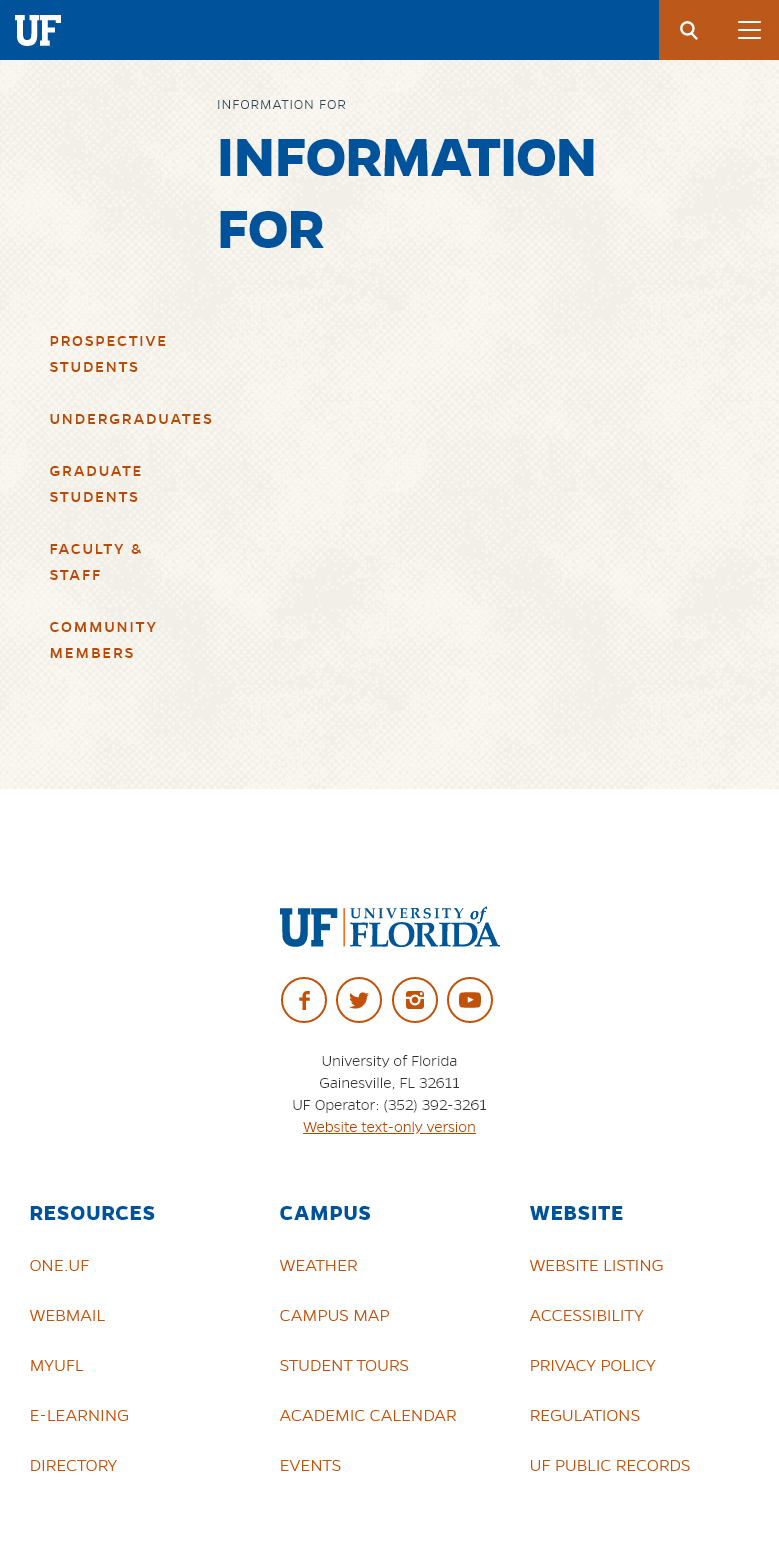 UF
INFORMATION FOR
INFORMATION
FOR
PROSPECTIVE
STUDENTS
UNDERGRADUATES
GRADUATE
STUDENTS
FACULTY &
STAFF
COMMUNITY
MEMBERS
UF UNIVERSITY of
FLORIDA
University of Florida
Gainesville, FL 32611
UF Operator: (352) 392-3261
Website text-only version
RESOURCES
ONE.UF
WEBMAIL
MYUFL
E-LEARNING
DIRECTORY
CAMPUS
WEATHER
CAMPUS MAP
STUDENT TOURS
ACADEMIC CALENDAR
EVENTS
WEBSITE
WEBSITE LISTING
ACCESSIBILITY
PRIVACY POLICY
REGULATIONS
UF PUBLIC RECORDS